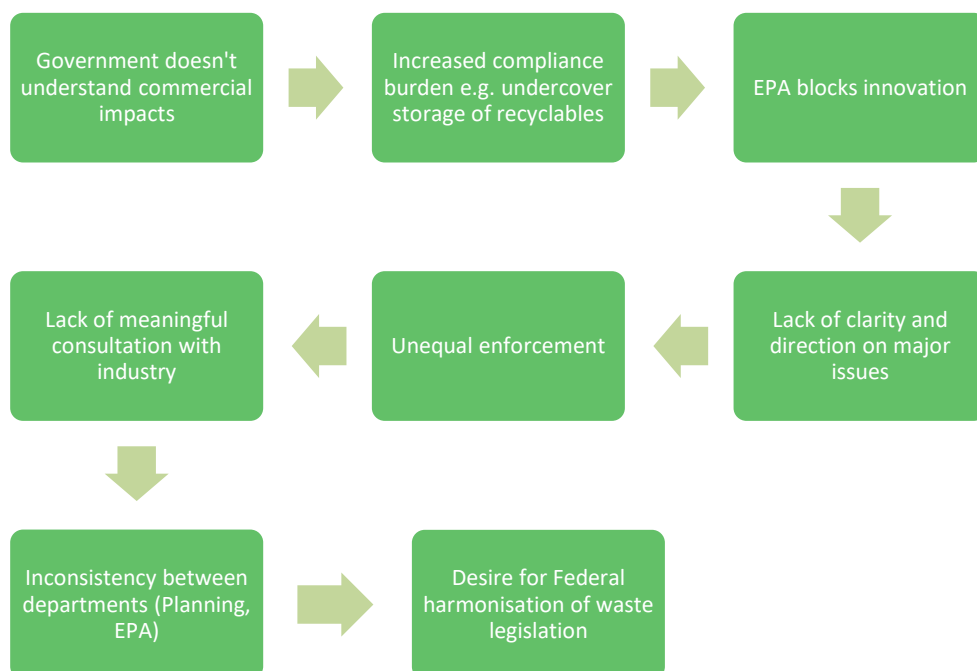 Government doesn't
understand commercial
impacts
Increased compliance
burden e.g. undercover
storage of recyclables
EPA blocks innovation
Lack of clarity and
direction on major
issues
Unequal enforcement
Lack of meaningful
consultation with
industry
Inconsistency between
departments (Planning,
EPA)
Desire for Federal
harmonisation of waste
legislation